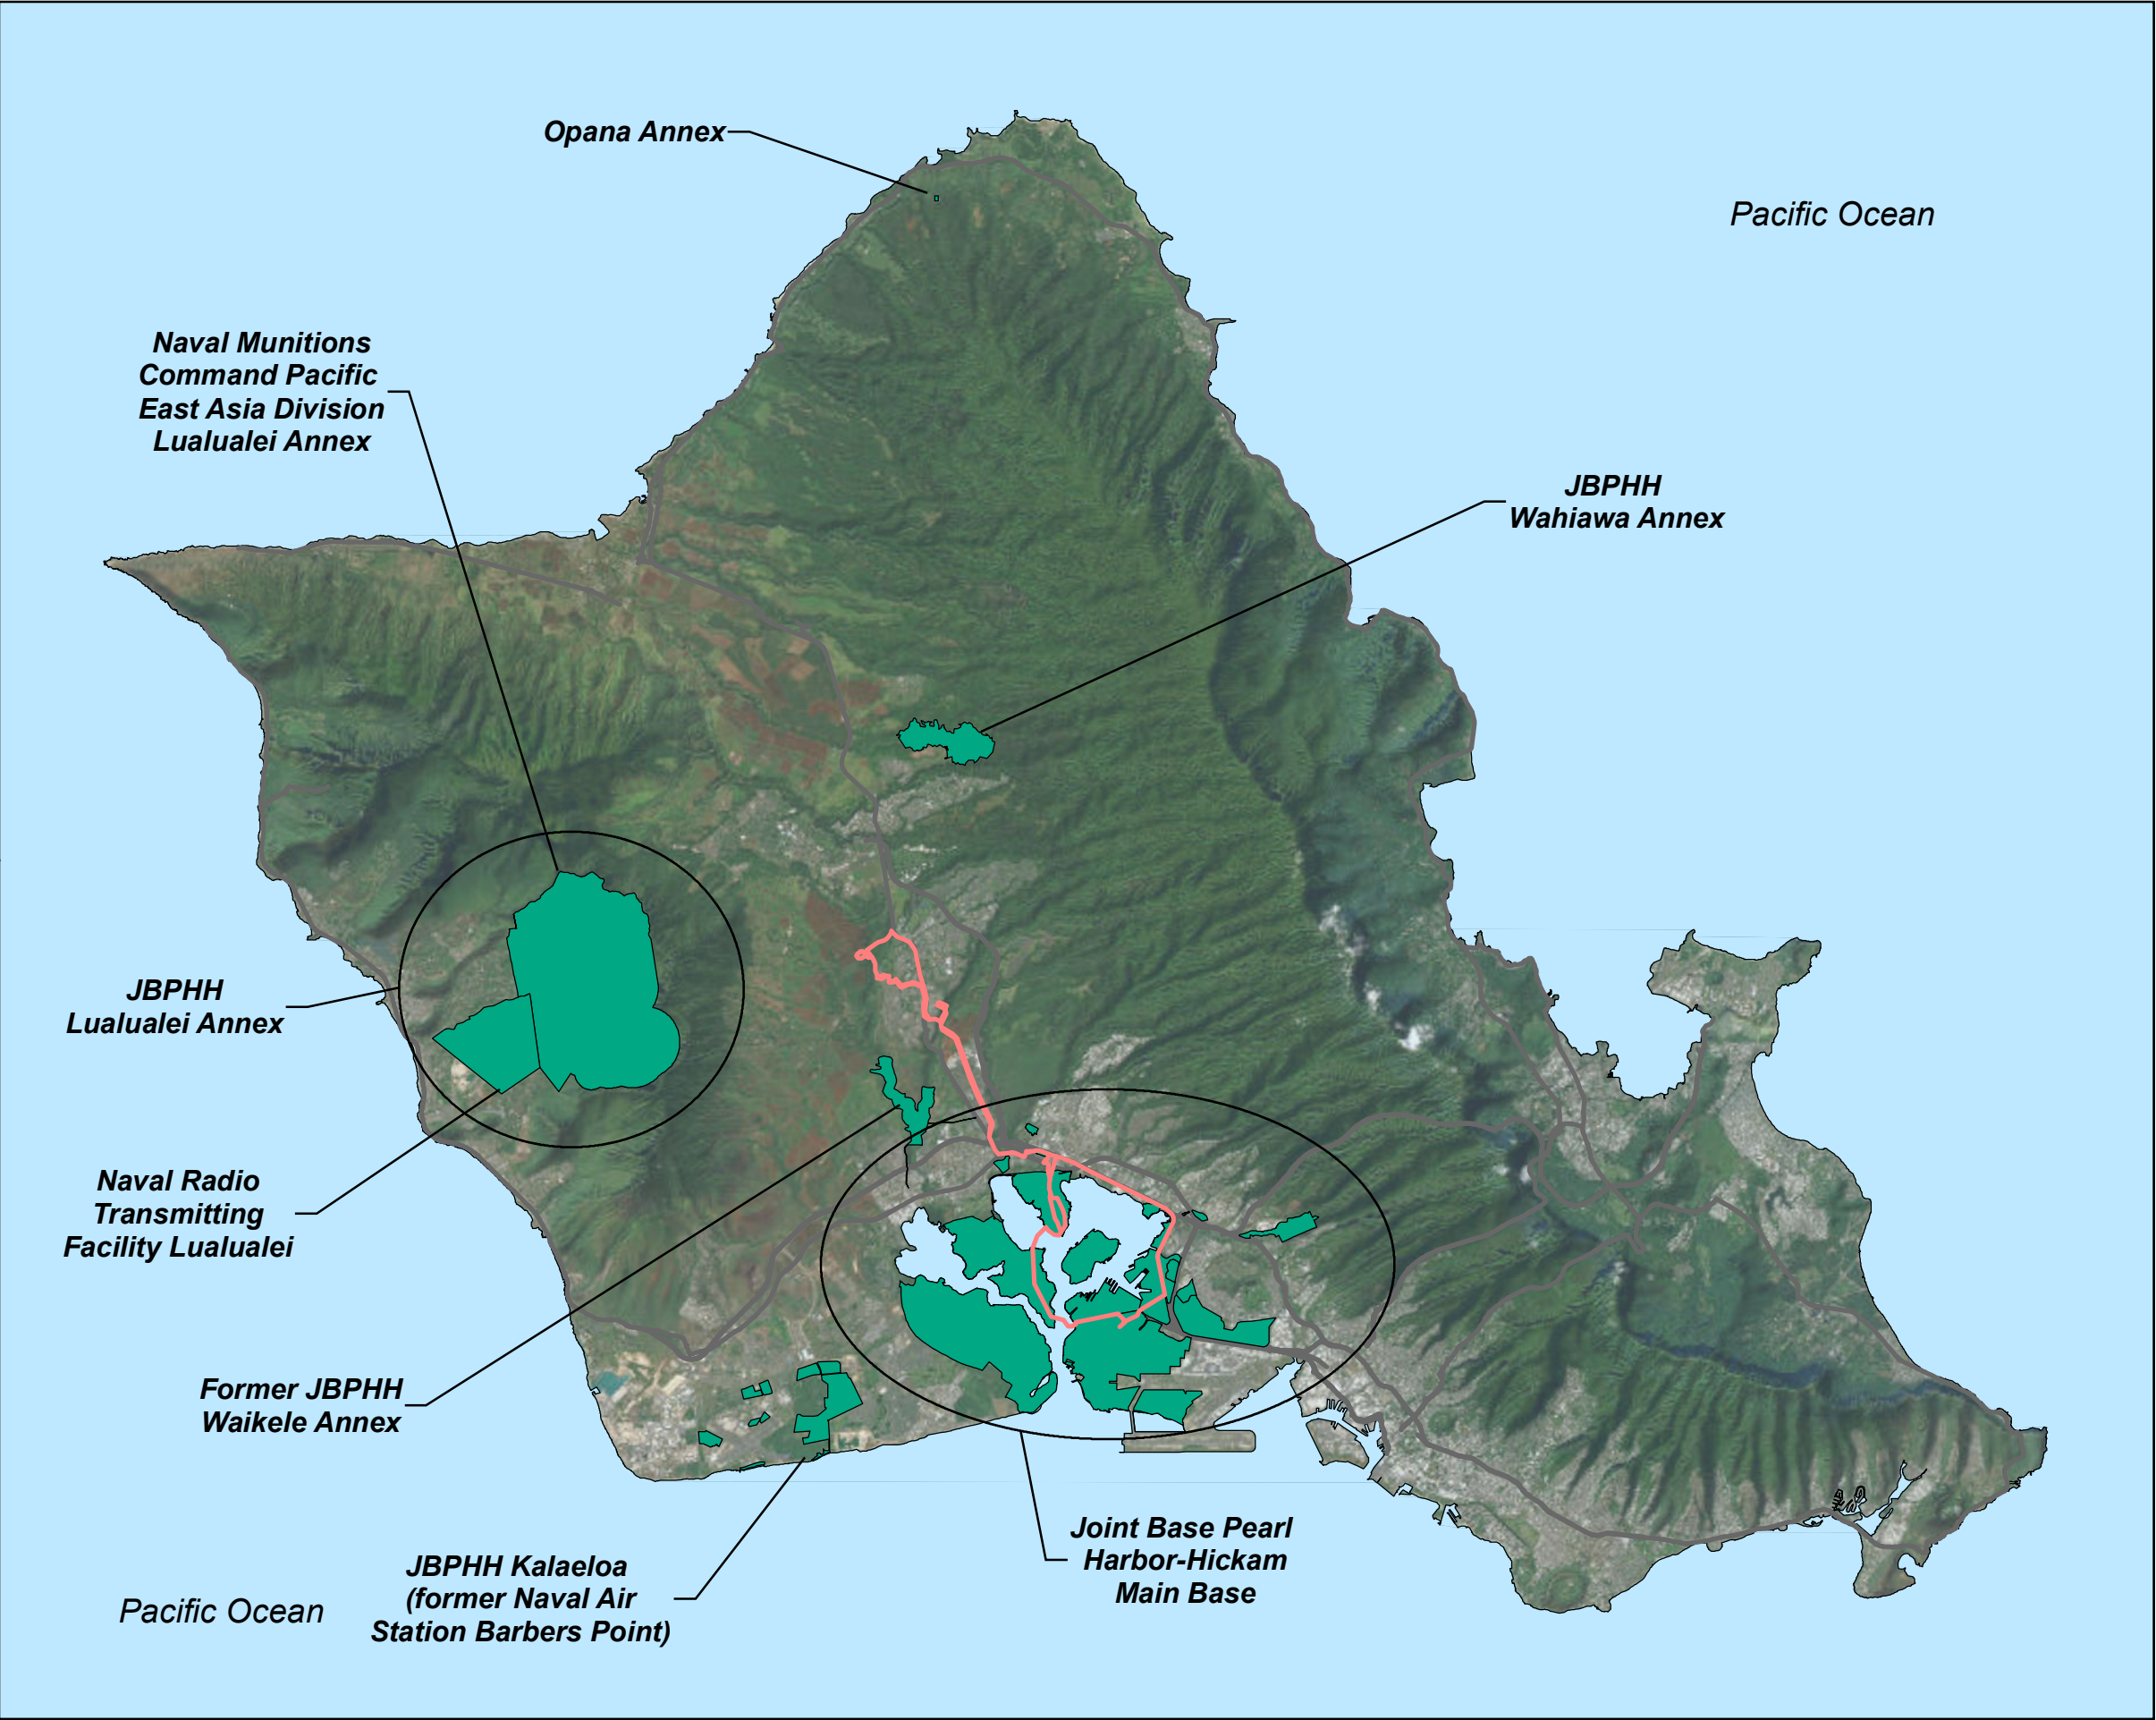 Opana Annex
Pacific Ocean
Naval Munitions
Command Pacific
East Asia Division
Lualualei Annex
JBPHH
Wahiawa Annex
JBPHH
Lualualei Annex
Naval Radio
Transmitting
Facility Lualualei
Former JBPHH
Waikele Annex
Joint Base Pearl
Harbor-Hickam
Main Base
JBPHH Kalaeloa
(former Naval Air
Station Barbers Point)
Pacific Ocean